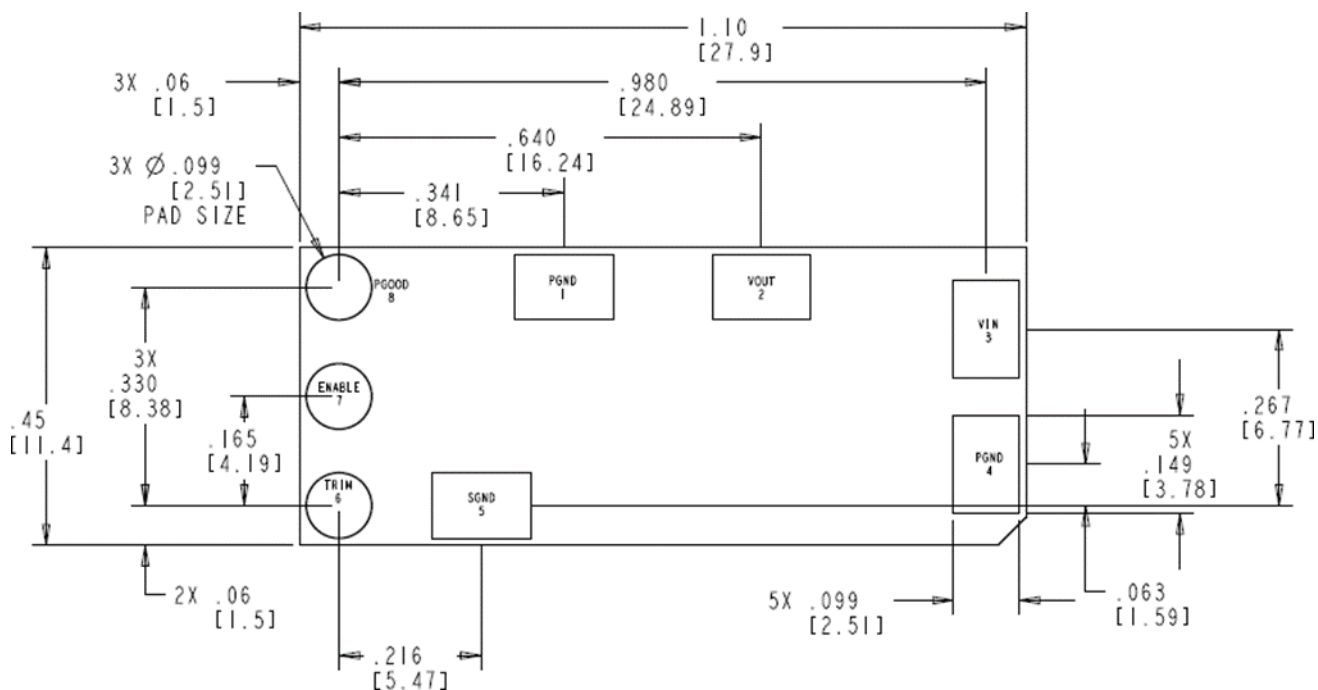 1.10
[27.9]
3X .06
[1.5]
.980
[24.89]
.640
[16.24]
3X Ø .099
[2.51]
PAD SIZE
.341
[8.65]
PGOOD
8
PGND
1
VOUT
2
VIN
3
3X
.330
[8.38]
ENABLE
7
.45
[11.4]
.165
[4.19]
.267
[6.77]
5X
.149
[3.78]
PGND
4
TRIM
6
SGND
5
2X .06
[1.5]
5X .099
[2.51]
.063
[1.59]
.216
[5.47]